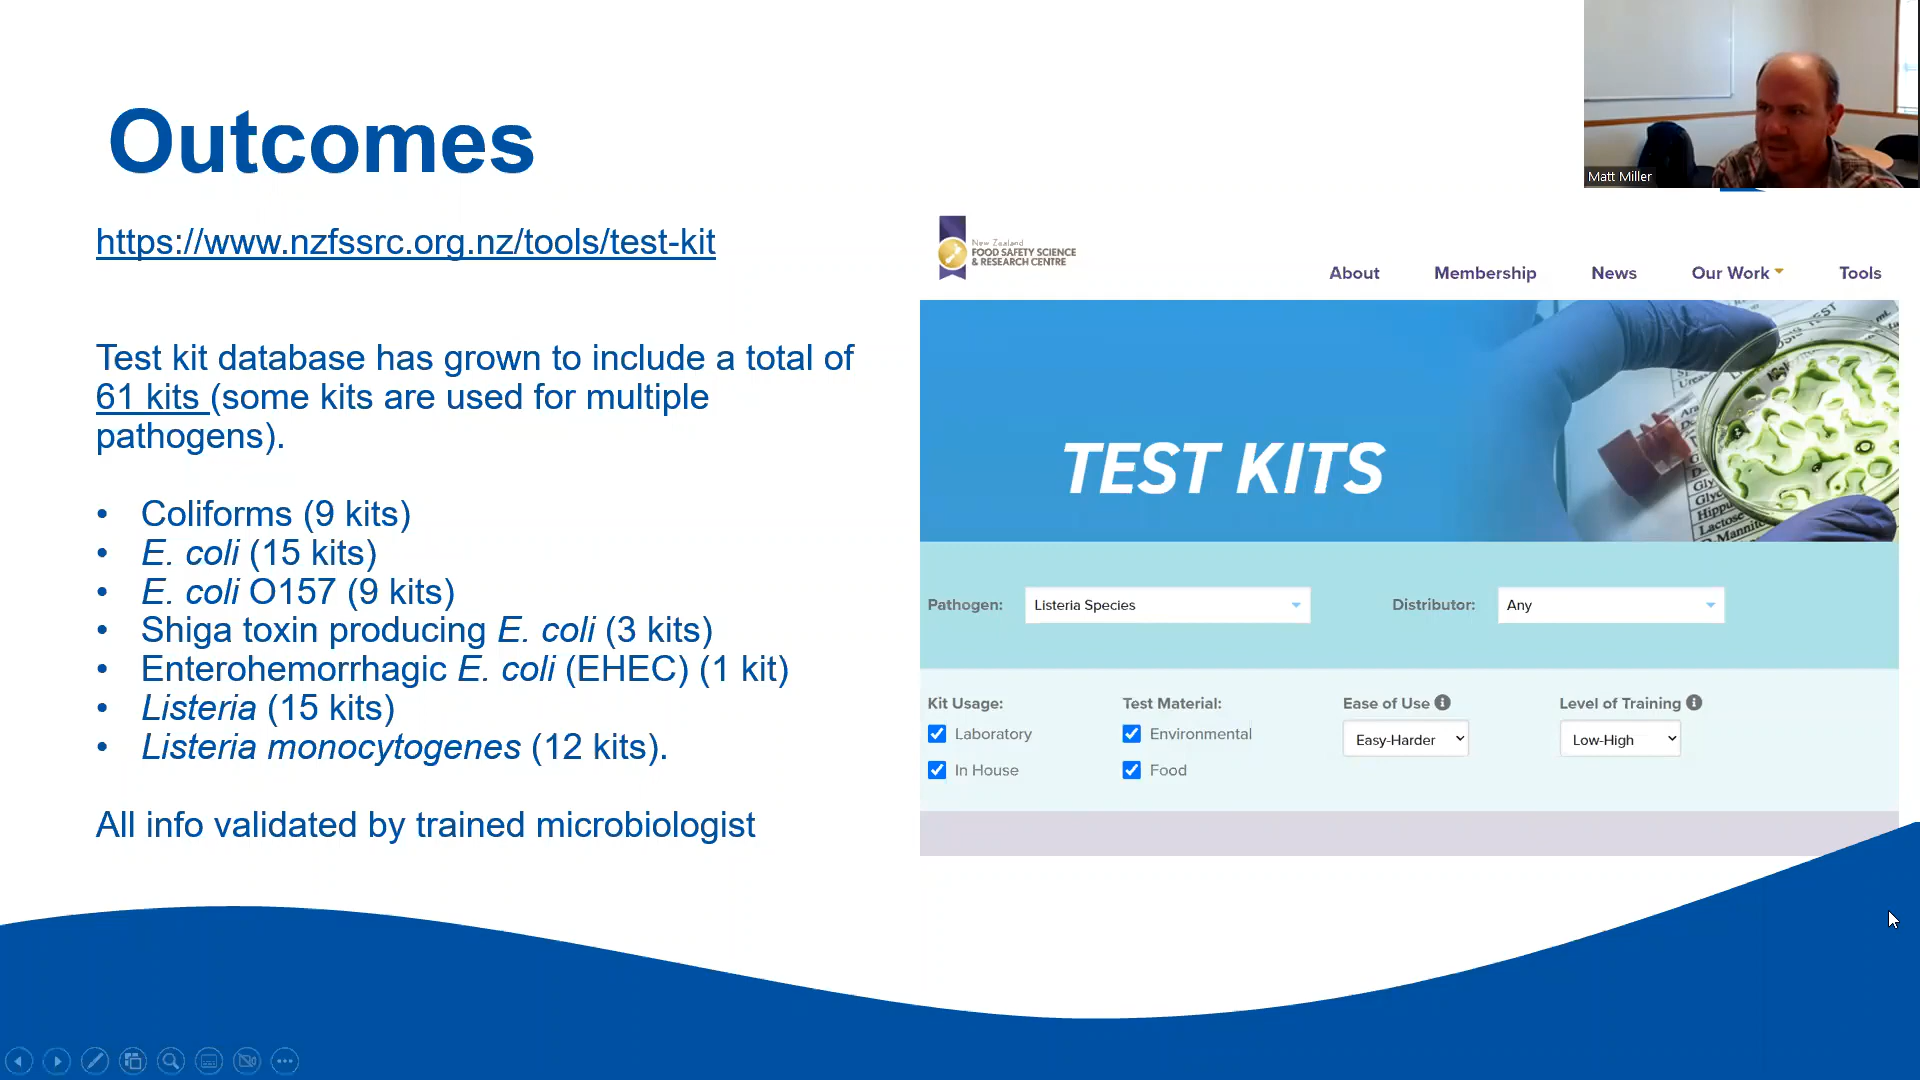 Outcomes
https://www.nzfssrc.org.nz/tools/test-kit
Test kit database has grown to include a total of
61 kits (some kits are used for multiple
pathogens).
• Coliforms (9 kits)
• E. coli (15 kits)
• E. coli O157 (9 kits)
• Shiga toxin producing E. coli (3 kits)
• Enterohemorrhagic E. coli (EHEC) (1 kit)
• Listeria (15 kits)
• Listeria monocytogenes (12 kits).
All info validated by trained microbiologist
Matt Miller
New Zealand
FOOD SAFETY SCIENCE
& RESEARCH CENTRE
About Membership News Our Work Tools
TEST KITS
TEST
Lactose
D-Mannito
Pathogen: Listeria Species Distributor: Any
Kit Usage: Test Material: Ease of Use Level of Training
Laboratory Environmental Easy-Harder Low-High
In House Food